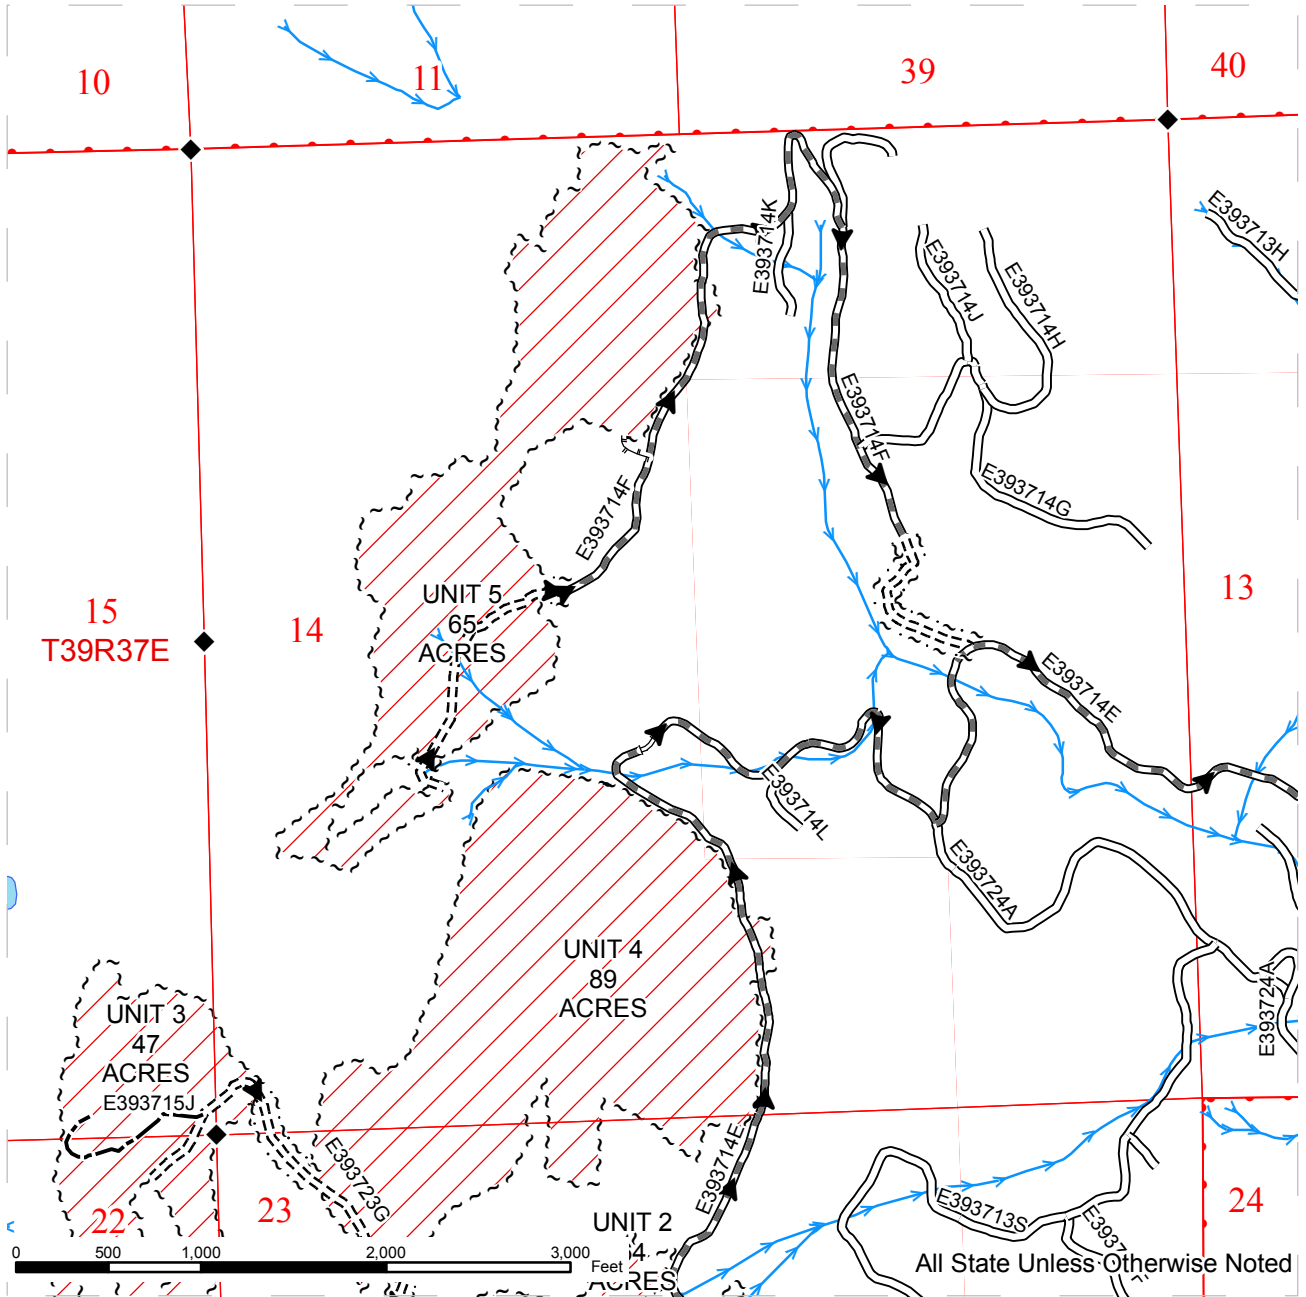 10
11
39
40
E393713H
E393714K
E393714J
E393714H
E393714F
E393714G
E393714F
UNIT 5
65
ACRES
15
T39R37E
14
13
E393714E
E393714L
E393724A
UNIT 4
89
ACRES
E393724A
UNIT 3
47
ACRES
E393715J
E393723G
E393714E
22
23
UNIT 2
ACRES
E393713S
24
0
500
1,000
2,000
3,000
Feet
All State Unless Otherwise Noted